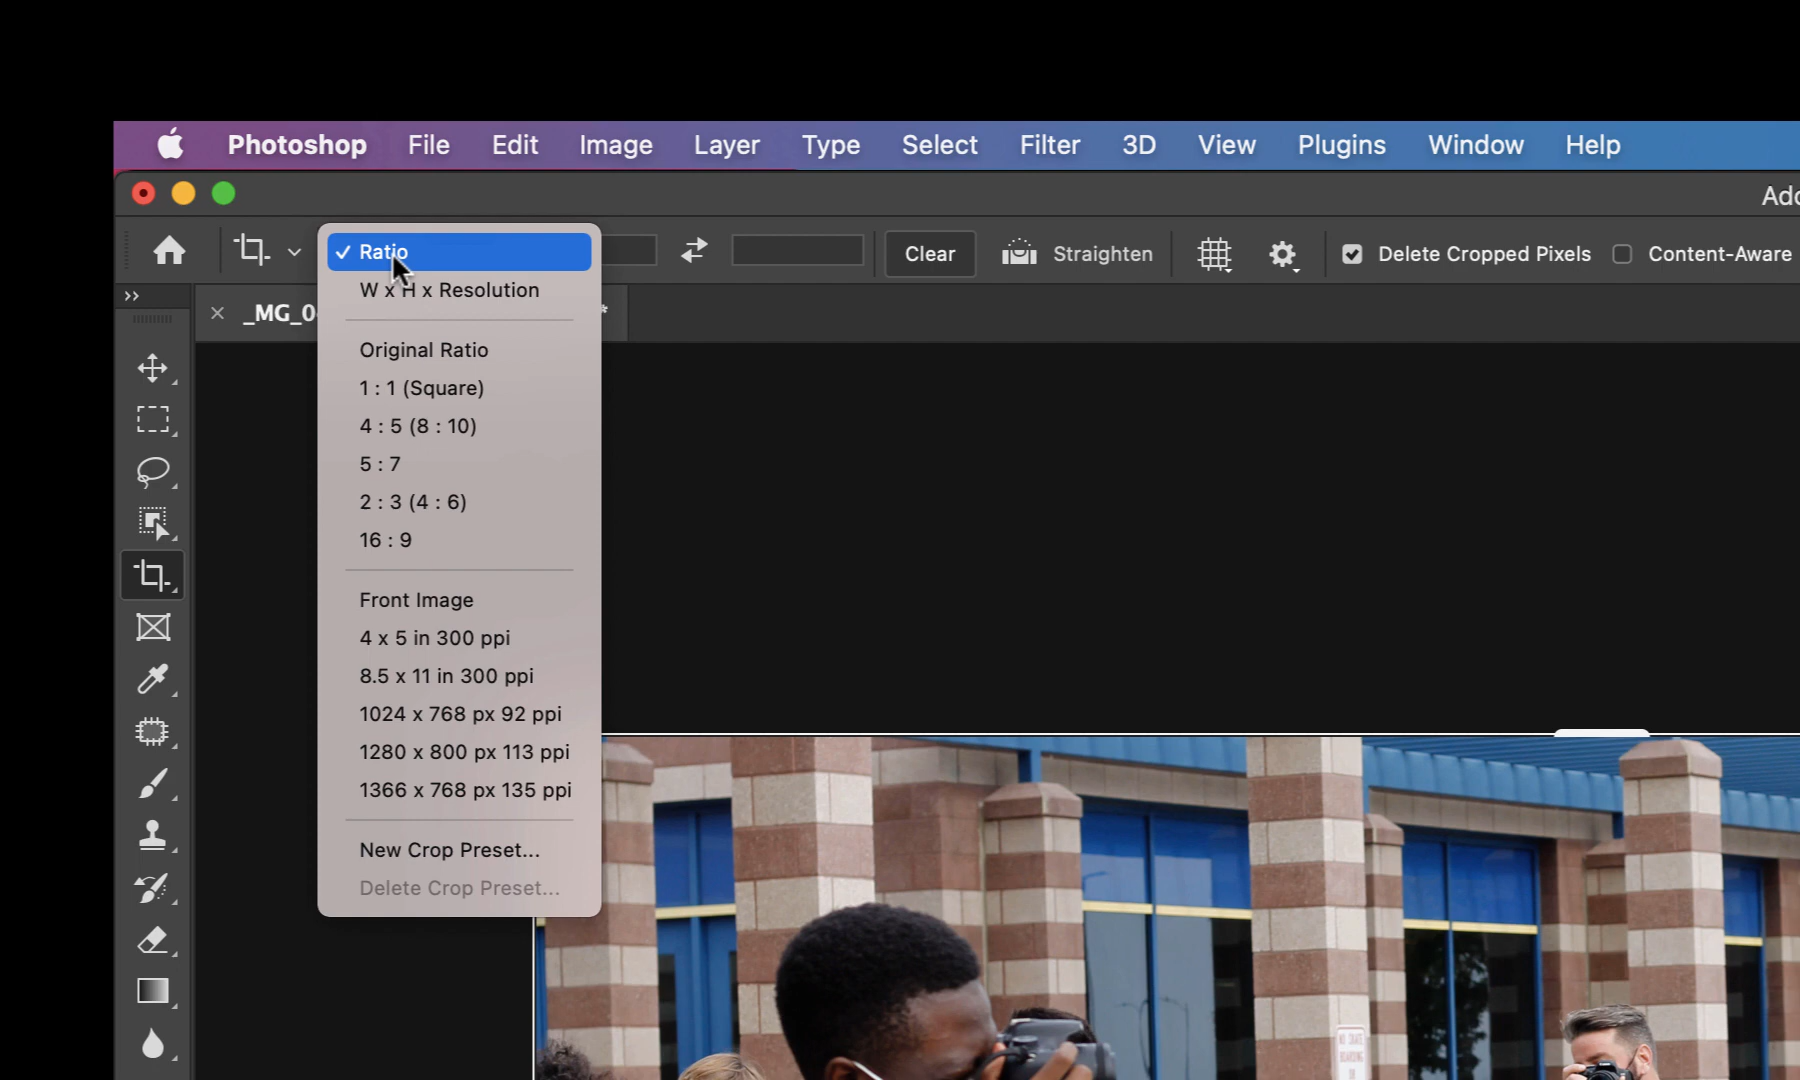 Photoshop File Edit Image Layer Type Select Filter 3D View Plugins Window Help
Ratio
Clear Straighten Delete Cropped Pixels Content-Aware
W x H x Resolution
Original Ratio
1 : 1 (Square)
4 : 5 (8 : 10)
5 : 7
2 : 3 (4 : 6)
16 : 9
Front Image
4 x 5 in 300 ppi
8.5 x 11 in 300 ppi
1024 x 768 px 92 ppi
1280 x 800 px 113 ppi
1366 x 768 px 135 ppi
New Crop Preset...
Delete Crop Preset...